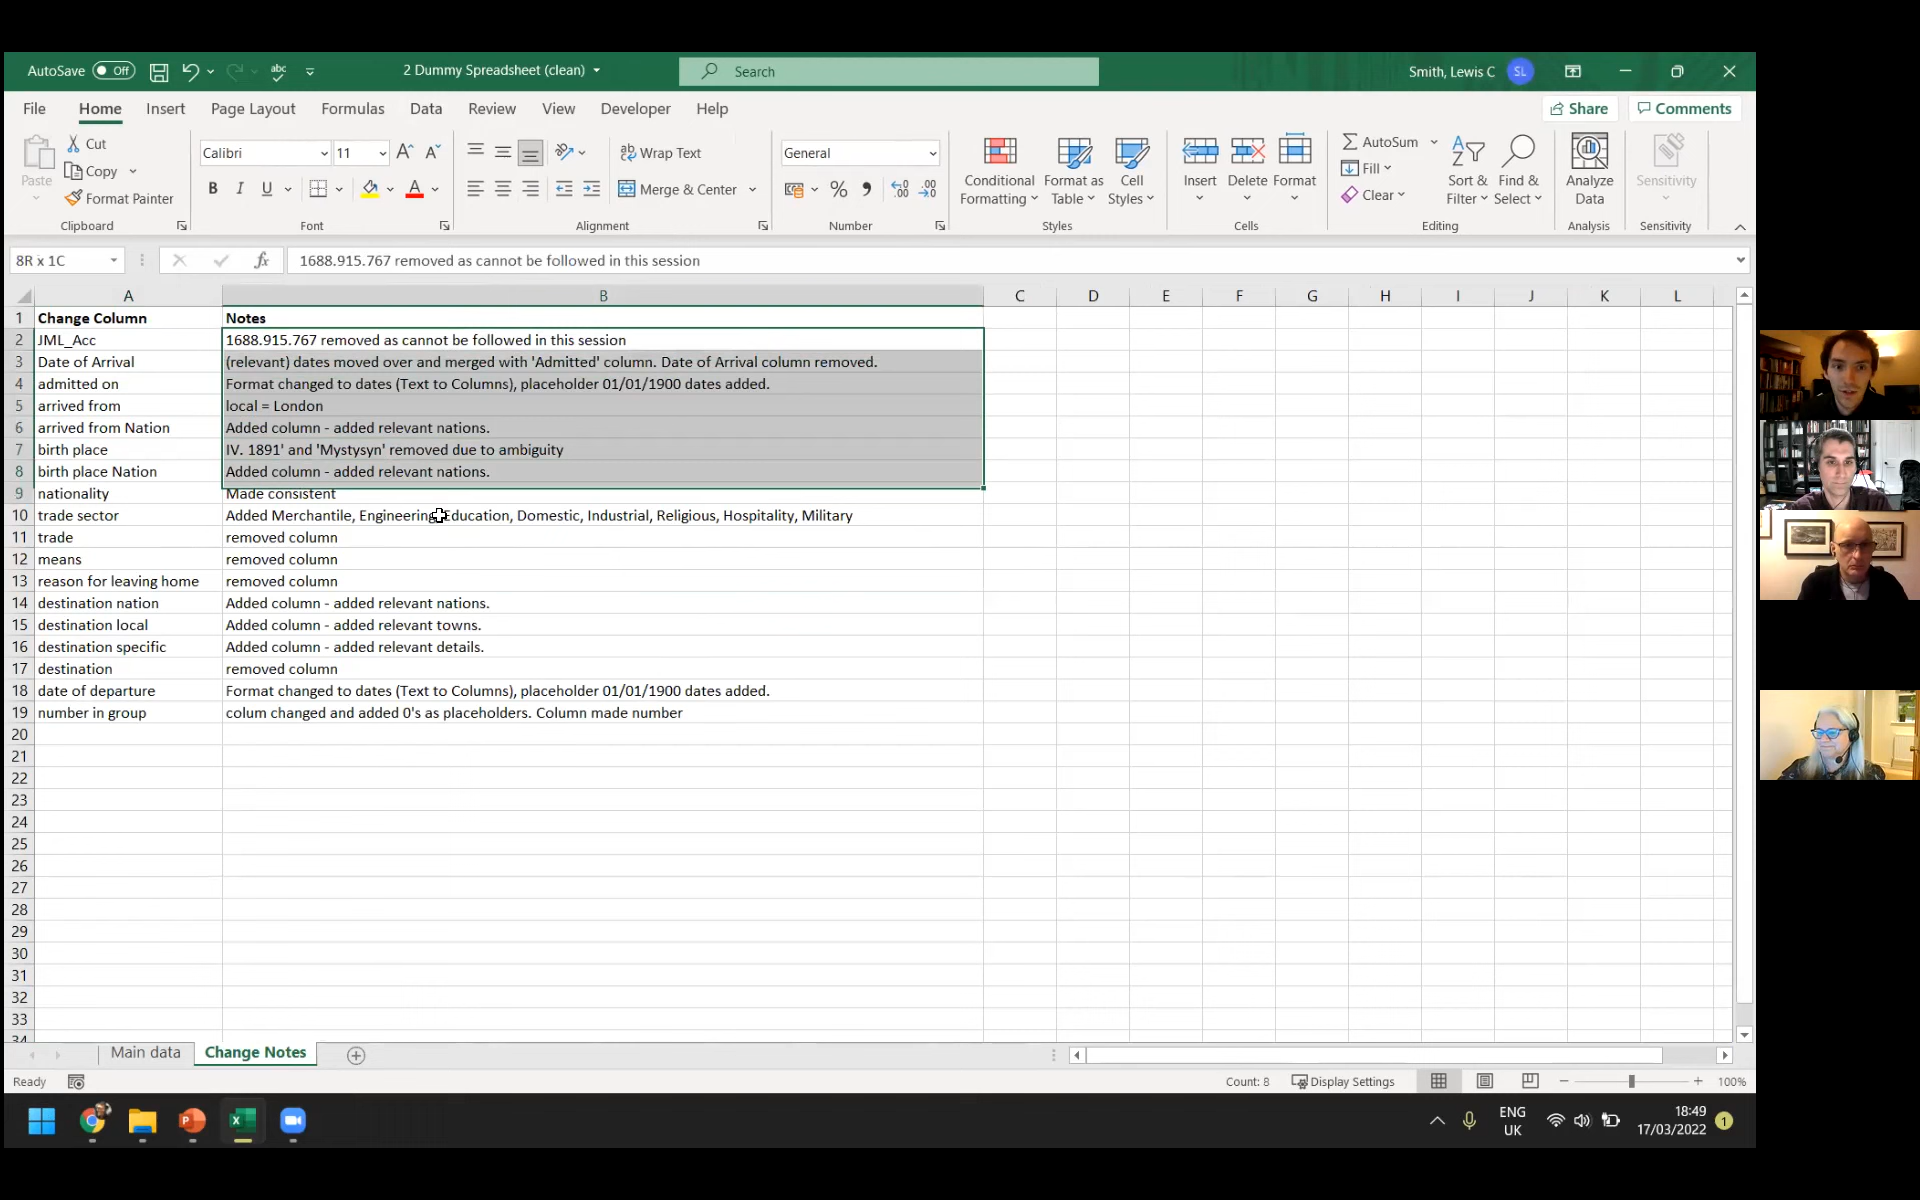 AutoSave Off abc 2 Dummy Spreadsheet (clean) Search Smith, Lewis C SL
File Home Insert Page Layout Formulas Data Review View Developer Help Share Comments
Paste Cut Copy Format Painter
Clipboard
Calibri 11 A A
B I U A
Font
ab Wrap Text
Merge & Center
Alignment
General
% 9 .00 .00
Number
Conditional Formatting Format as Table Cell Styles
Styles
Insert Delete Format
Cells
AutoSum Fill Clear Sort & Filter Find & Select
Editing
Analyze Data
Analysis
Sensitivity
Sensitivity
8R x 1C fx 1688.915.767 removed as cannot be followed in this session
A B C D E F G H I J K L
1 Change Column Notes
2 JML_Acc 1688.915.767 removed as cannot be followed in this session
3 Date of Arrival (relevant) dates moved over and merged with 'Admitted' column. Date of Arrival column removed.
4 admitted on Format changed to dates (Text to Columns), placeholder 01/01/1900 dates added.
5 arrived from local = London
6 arrived from Nation Added column - added relevant nations.
7 birth place IV. 1891' and 'Mystysyn' removed due to ambiguity
8 birth place Nation Added column - added relevant nations.
9 nationality Made consistent
10 trade sector Added Merchantile, Engineering, Education, Domestic, Industrial, Religious, Hospitality, Military
11 trade removed column
12 means removed column
13 reason for leaving home removed column
14 destination nation Added column - added relevant nations.
15 destination local Added column - added relevant towns.
16 destination specific Added column - added relevant details.
17 destination removed column
18 date of departure Format changed to dates (Text to Columns), placeholder 01/01/1900 dates added.
19 number in group colum changed and added 0's as placeholders. Column made number
20
21
22
23
24
25
26
27
28
29
30
31
32
33
34
Main data Change Notes
Ready Count: 8 Display Settings 100%
ENG UK 18:49 17/03/2022 1